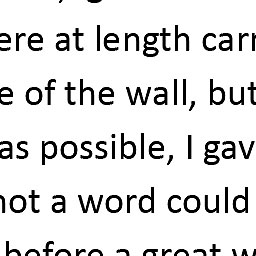 ere at length carr
e of the wall, but
as possible, I gav
not a word could
before a great w